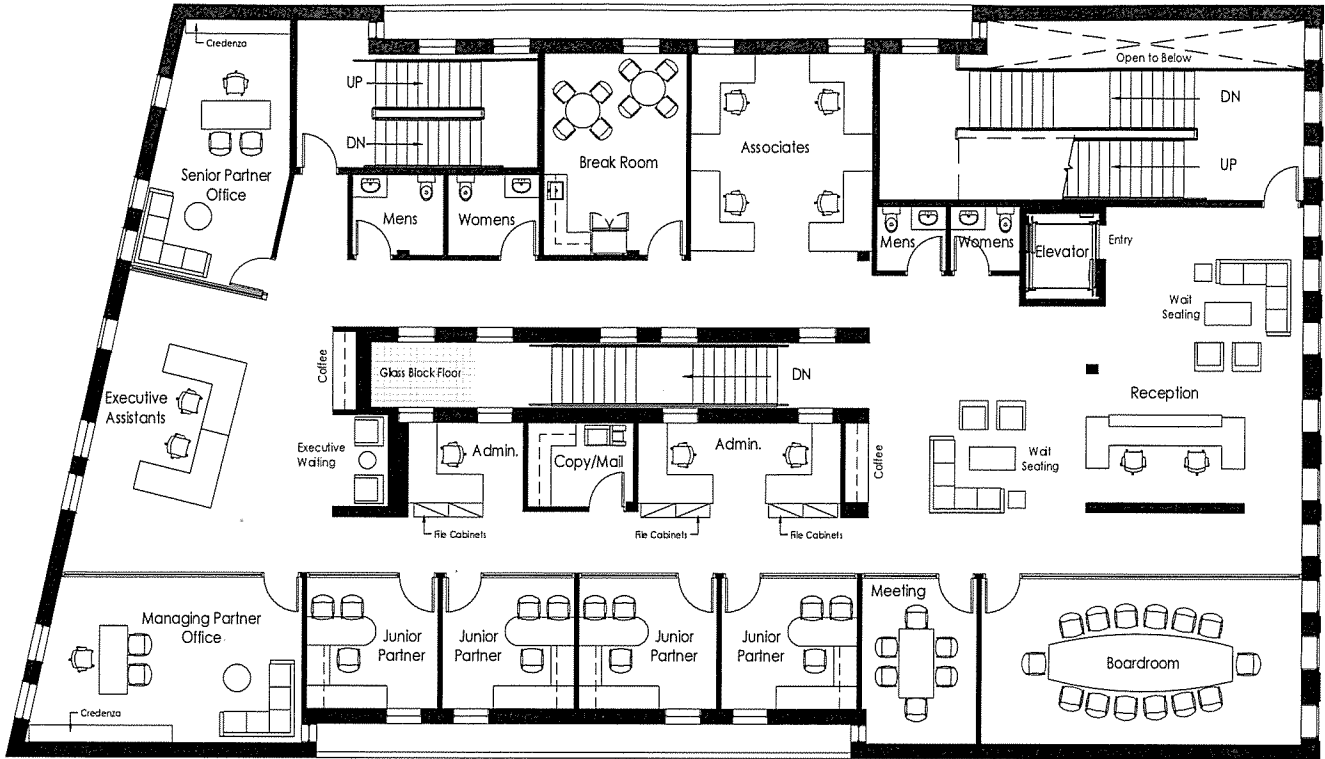 Credenza
Open to Below
UP
DN
DN
UP
Break Room
Associates
Senior Partner
Office
Mens
Womens
Mens
Womens
Elevator
Entry
Wait
Seating
Coffee
Glass Block Floor
DN
Executive
Assistants
Reception
Executive
Waiting
Admin.
Copy/Mail
Admin.
Coffee
Wait
Seating
File Cabinets
File Cabinets
File Cabinets
Managing Partner
Office
Junior
Partner
Junior
Partner
Junior
Partner
Junior
Partner
Meeting
Boardroom
Credenza